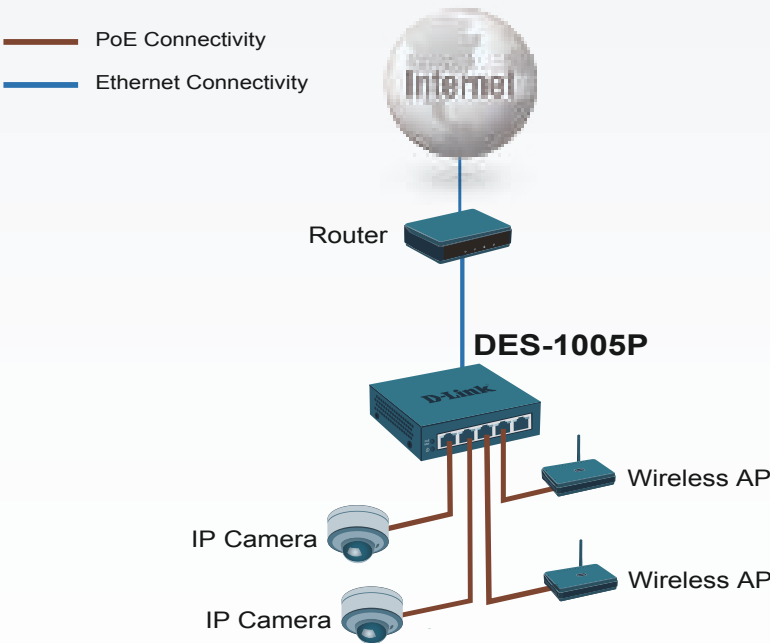 PoE Connectivity
Ethernet Connectivity
Internet
Router
DES-1005P
D-Link
Wireless AP
IP Camera
Wireless AP
IP Camera